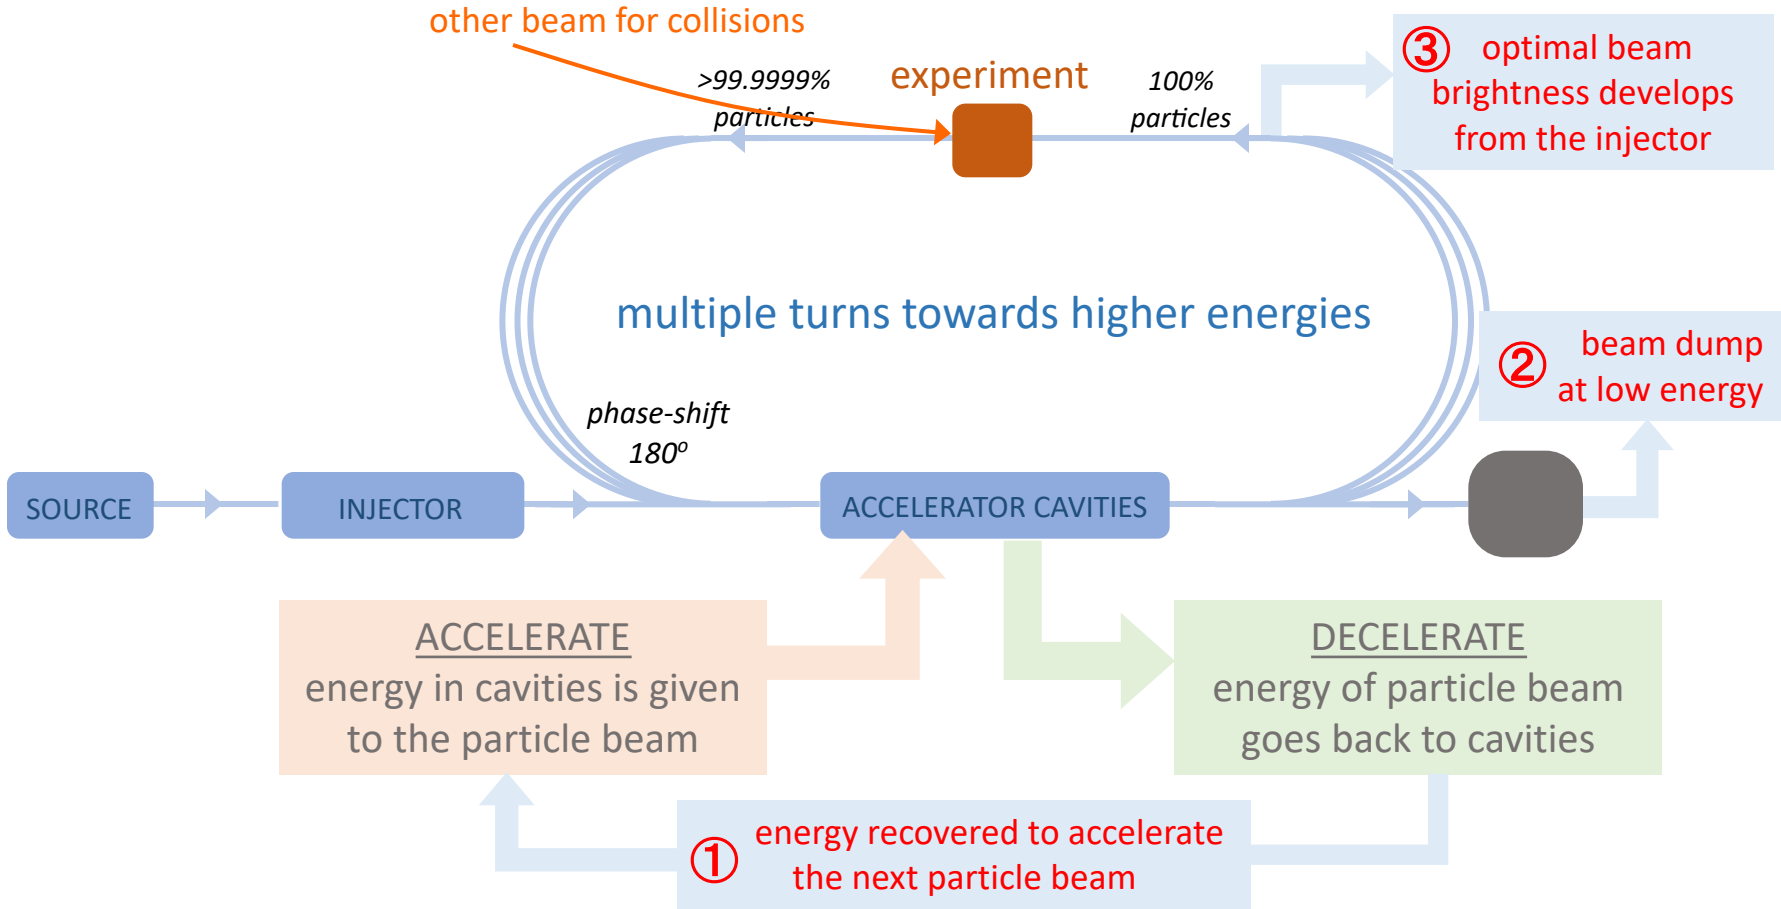 other beam for collisions
>99.9999%
particles
experiment
100%
particles
③ optimal beam
brightness develops
from the injector
multiple turns towards higher energies
② beam dump
at low energy
phase-shift
180º
SOURCE
INJECTOR
ACCELERATOR CAVITIES
ACCELERATE
energy in cavities is given
to the particle beam
DECELERATE
energy of particle beam
goes back to cavities
① energy recovered to accelerate
the next particle beam